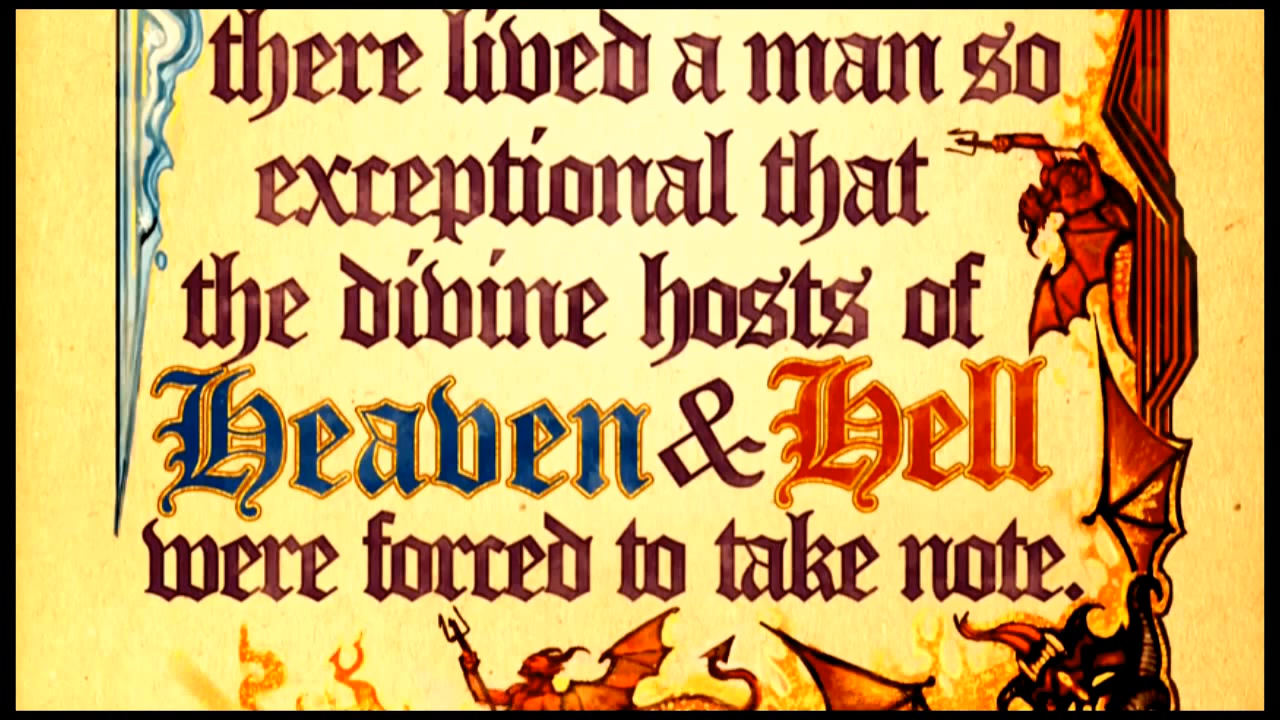 there lived a man so
exceptional that
the divine hosts of
Heaven & Hell
were forced to take note.